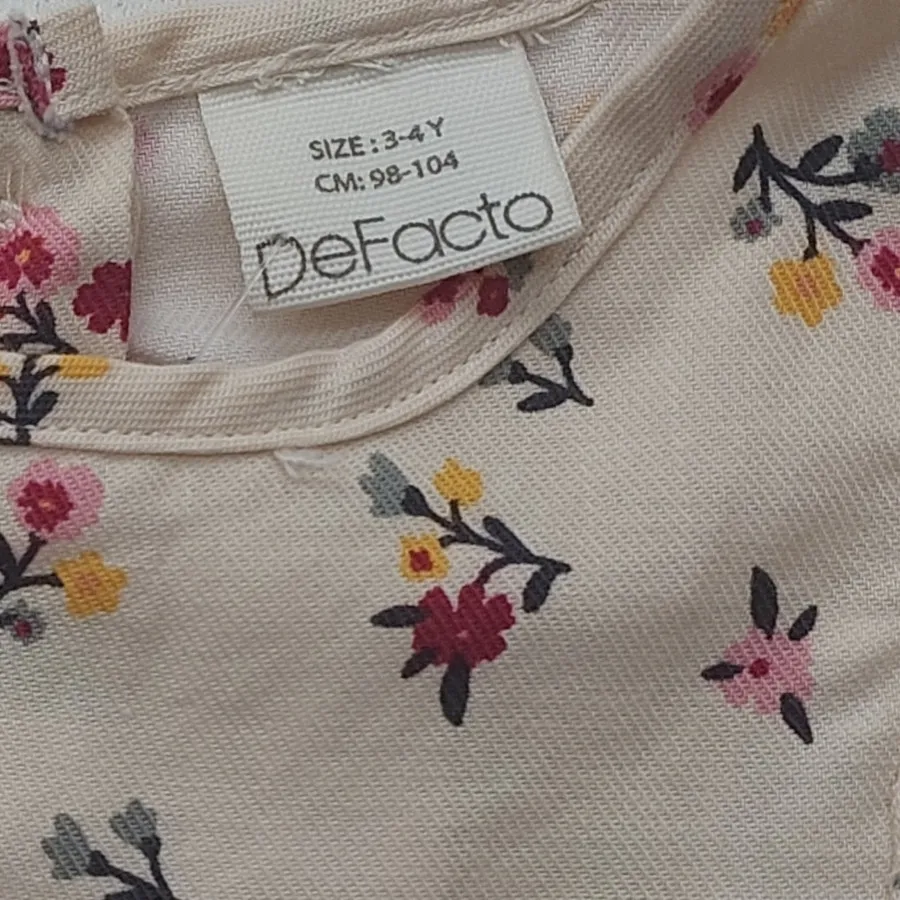 SIZE: 3-4 Y
CM: 98-104
DeFacto